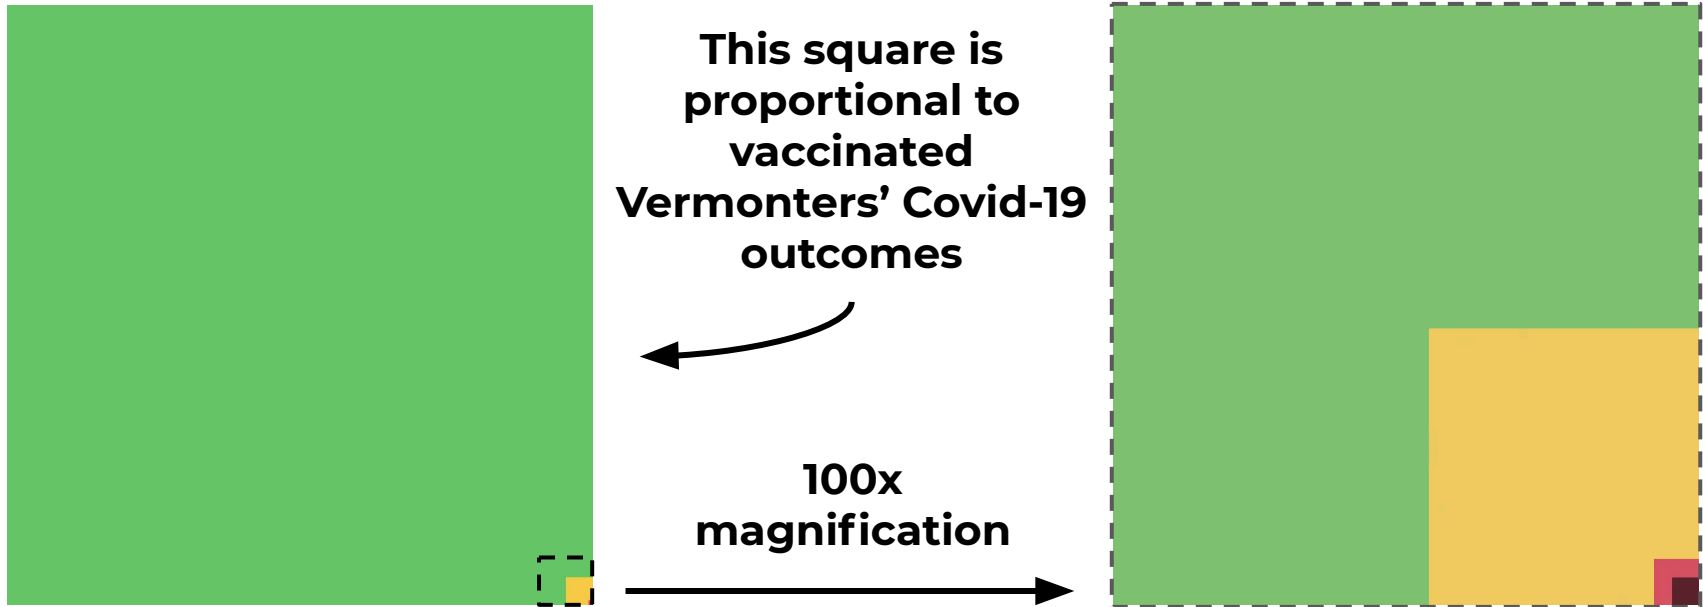 This square is
proportional to
vaccinated
Vermonters’ Covid-19
outcomes
100x
magnification